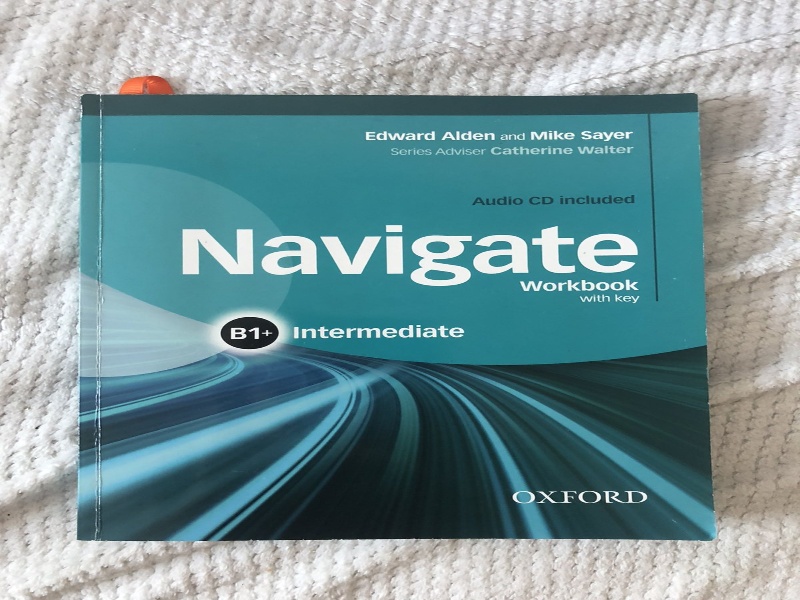 Edward Alden and Mike Sayer
Series Adviser Catherine Walter
Audio CD included
Navigate
Workbook
with key
B1+ Intermediate
OXFORD